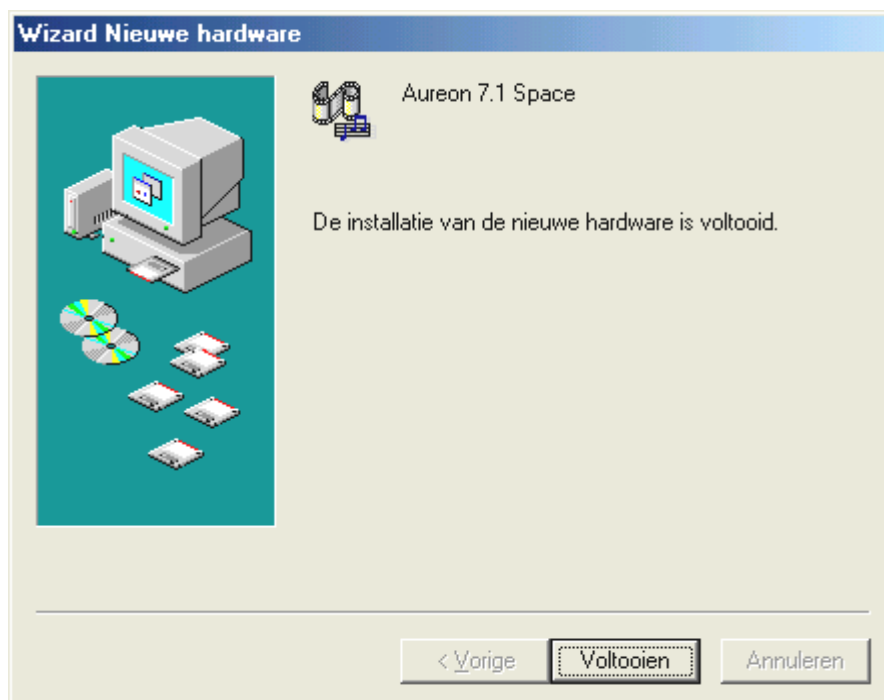 Wizard Nieuwe hardware
Aureon 7.1 Space
De installatie van de nieuwe hardware is voltooid.
< Vorige
Voltooien
Annuleren